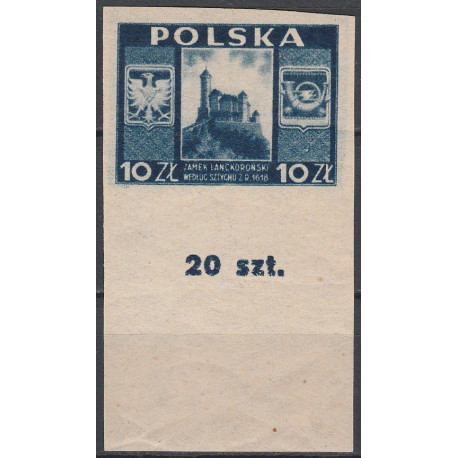 POLSKA
10 ZŁ ZAMEK LANCKOROŃSKI 10 ZŁ
WEDŁUG SZTYCHU Z R. 1618
20 szt.